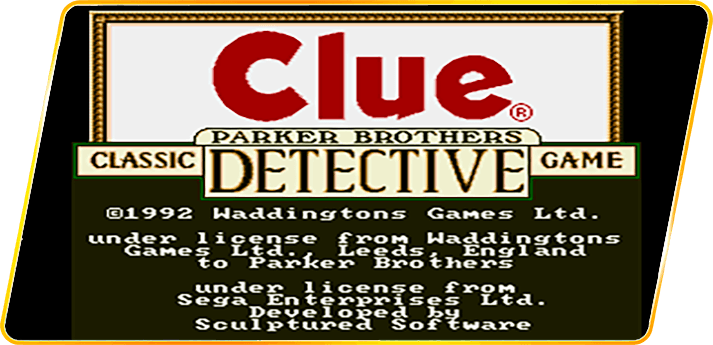 Clue®
PARKER BROTHERS
CLASSIC DETECTIVE GAME
©1992 Waddingtons Games Ltd.
under license from Waddingtons
Games Ltd., Leeds, England
to Parker Brothers
under license from
Sega Enterprises Ltd.
Developed by
Sculptured Software